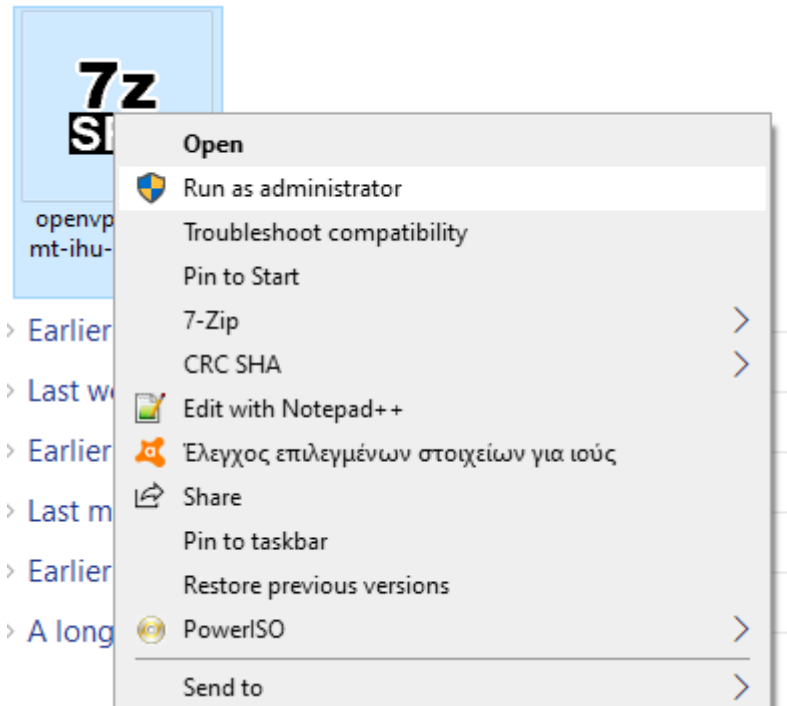 7z
openvp
mt-ihu-
Earlier
Last
Earlier
Last m
Earlier
A long
Open
Run as administrator
Troubleshoot compatibility
Pin to Start
7-Zip
CRC SHA
Edit with Notepad++
Έλεγχος επιλεγμένων στοιχείων για ιούς
Share
Pin to taskbar
Restore previous versions
PowerISO
Send to